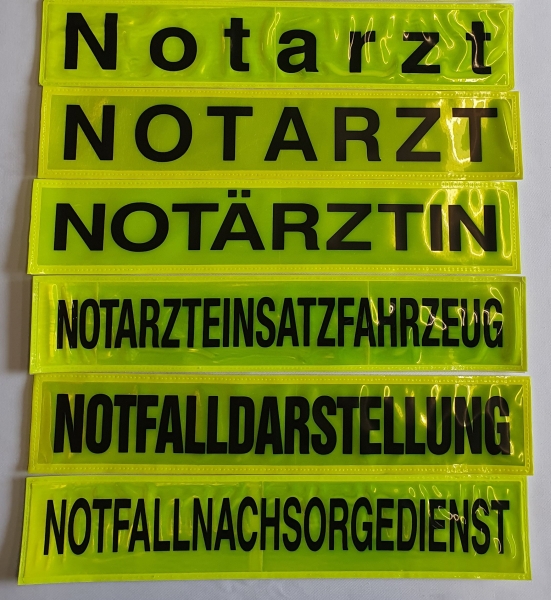 Notarzt
NOTARZT
NOTÄRZTIN
NOTARZTEINSATZFAHRZEUG
NOTFALLDARSTELLUNG
NOTFALLNACHSORGEDIENST